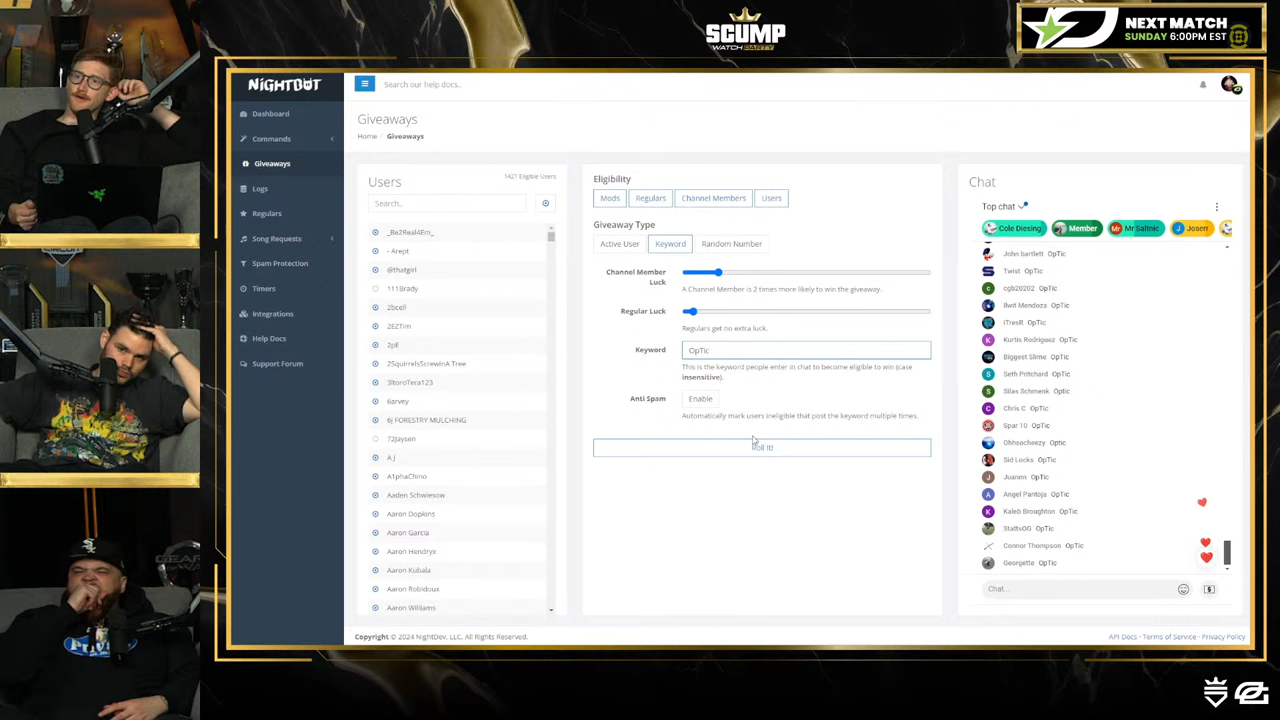 SCUMP
WATCH PARTY
NEXT MATCH
SUNDAY 6:00PM EST
NIGHTBOT
Search our help docs..
Dashboard
Commands
Giveaways
Logs
Regulars
Song Requests
Spam Protection
Timers
Integrations
Help Docs
Support Forum
Giveaways
Home / Giveaways
Users
1421 Eligible Users
Search...
_Be2Real4Em_
- Arept
@thatgirl
111Brady
2bcell
2EZTim
2pE
2SquirrelsScrewinA Tree
3ltoroTera123
6arvey
6J FORESTRY MULCHING
72Jaysen
A J
A1phaChino
Aaden Schwiesow
Aaron Dopkins
Aaron Garcia
Aaron Hendryx
Aaron Kubala
Aaron Robidoux
Aaron Williams
Eligibility
Mods Regulars Channel Members Users
Giveaway Type
Active User Keyword Random Number
Channel Member
Luck
A Channel Member is 2 times more likely to win the giveaway.
Regular Luck
Regulars get no extra luck.
Keyword
OpTic
This is the keyword people enter in chat to become eligible to win (case
insensitive).
Anti Spam
Enable
Automatically mark users ineligible that post the keyword multiple times.
Roll It!
Chat
Top chat
Cole Diesing Member Mr Mr Saltnic J Joserr
John bartlett OpTic
Twist OpTic
c cgb20202 OpTic
Ilwit Mendoza OpTic
iTresR OpTic
K Kurtis Rodriguez OpTic
Biggest Slime OpTic
Seth Pritchard OpTic
Silas Schmenk Optic
Chris C OpTic
Spar 10 OpTic
Ohhsocheezy Optic
Sid Locks OpTic
J Juannn OpTic
A Angel Pantoja OpTic
K Kaleb Broughton OpTic
StattsOG OpTic
Connor Thompson OpTic
Georgette OpTic
Chat...
Copyright © 2024 NightDev, LLC, All Rights Reserved.
API Docs - Terms of Service - Privacy Policy